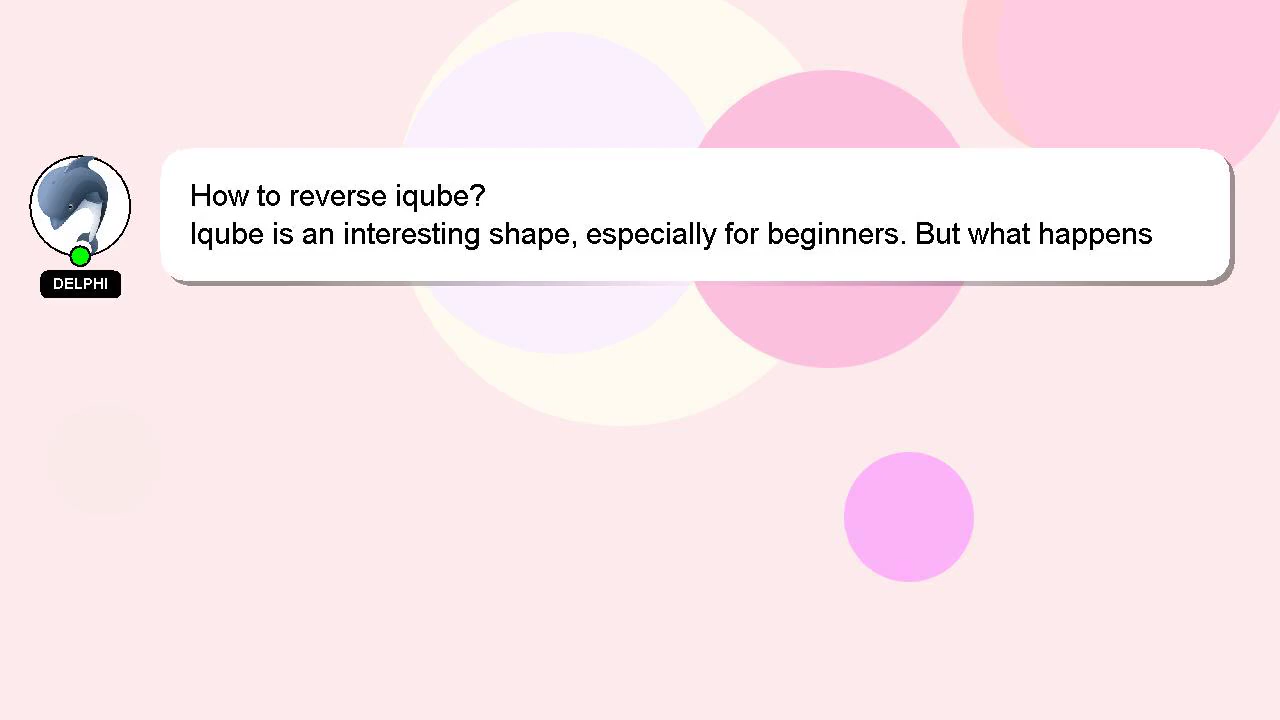 How to reverse iqube?
Iqube is an interesting shape, especially for beginners. But what happens
DELPHI